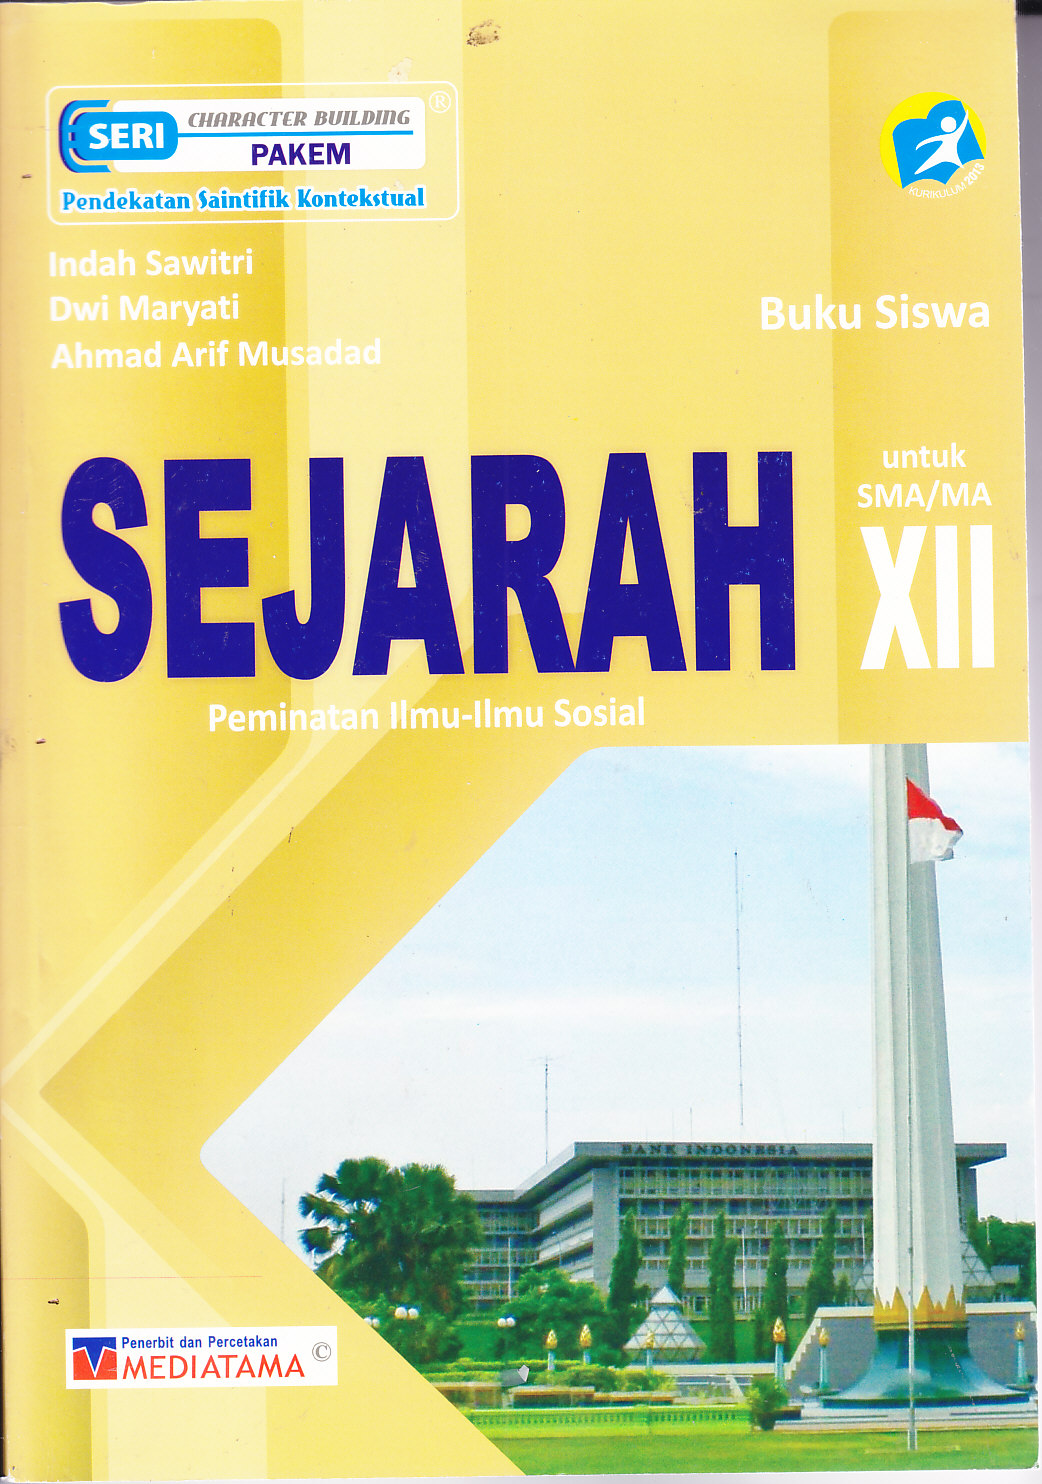 SERI
CHARACTER BUILDING
PAKEM
®
Pendekatan Saintifik Kontekstual
KURIKULUM 2013
Indah Sawitri
Dwi Maryati
Ahmad Arif Musadad
Buku Siswa
SEJARAH
untuk
SMA/MA
XII
Peminatan Ilmu-Ilmu Sosial
BANK INDONESIA
Penerbit dan Percetakan
MEDIATAMA ©